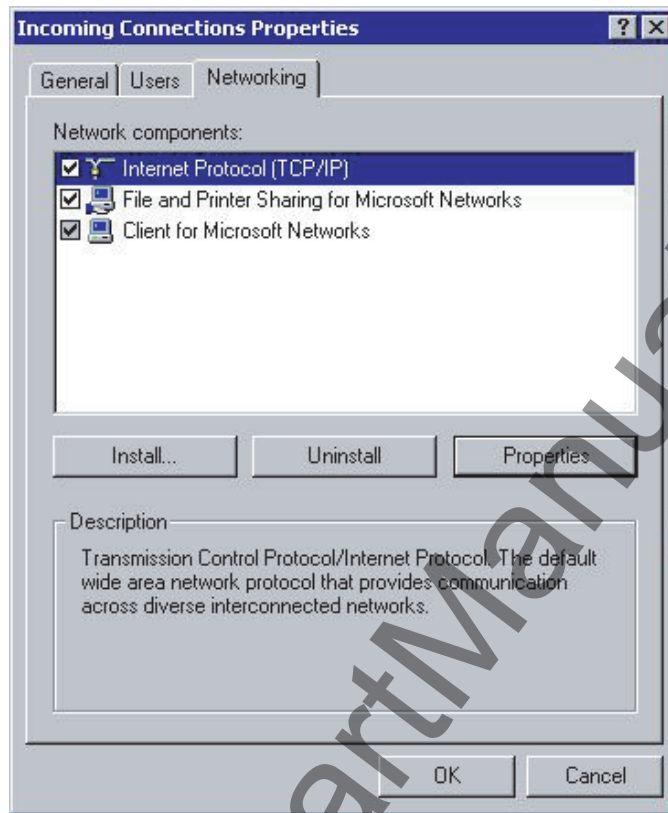 Incoming Connections Properties
General Users Networking
Network components:
Internet Protocol (TCP/IP)
File and Printer Sharing for Microsoft Networks
Client for Microsoft Networks
Install... Uninstall Properties
Description
Transmission Control Protocol/Internet Protocol. The default
wide area network protocol that provides communication
across diverse interconnected networks.
OK Cancel